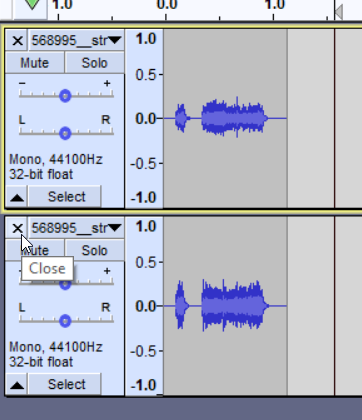 1.0 0.0 1.0
× 568995__str 1.0
Mute Solo
0.5
- +
0.0
L R
-0.5
Mono, 44100Hz
32-bit float
Select -1.0
× 568995__str 1.0
Mute Solo
0.5
Close
- +
0.0
L R
-0.5
Mono, 44100Hz
32-bit float
Select -1.0